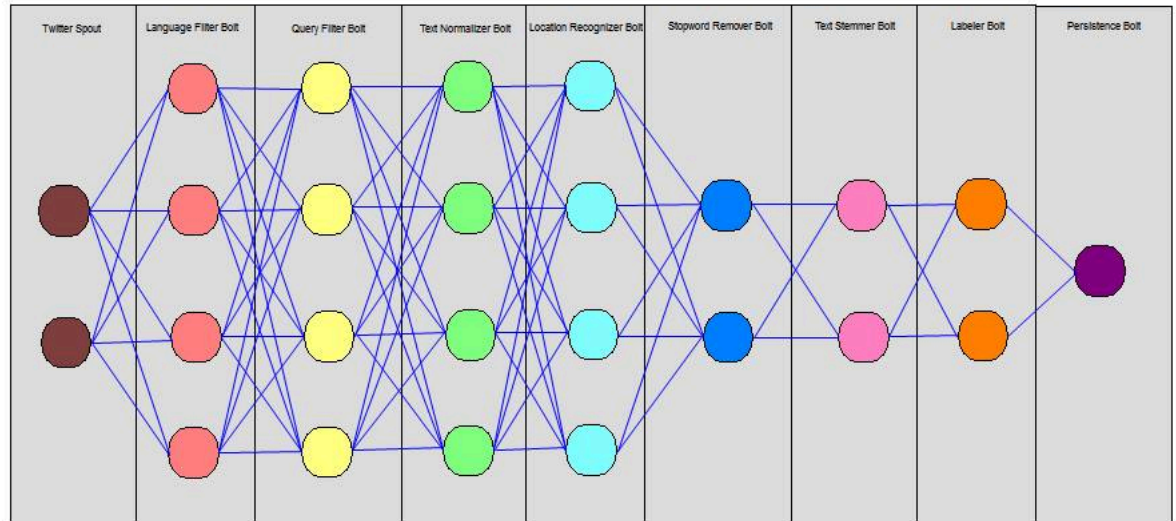 Twitter Spout
Language Filter Bolt
Query Filter Bolt
Text Normalizer Bolt
Location Recognizer Bolt
Stopword Remover Bolt
Text Stemmer Bolt
Labeler Bolt
Persistence Bolt